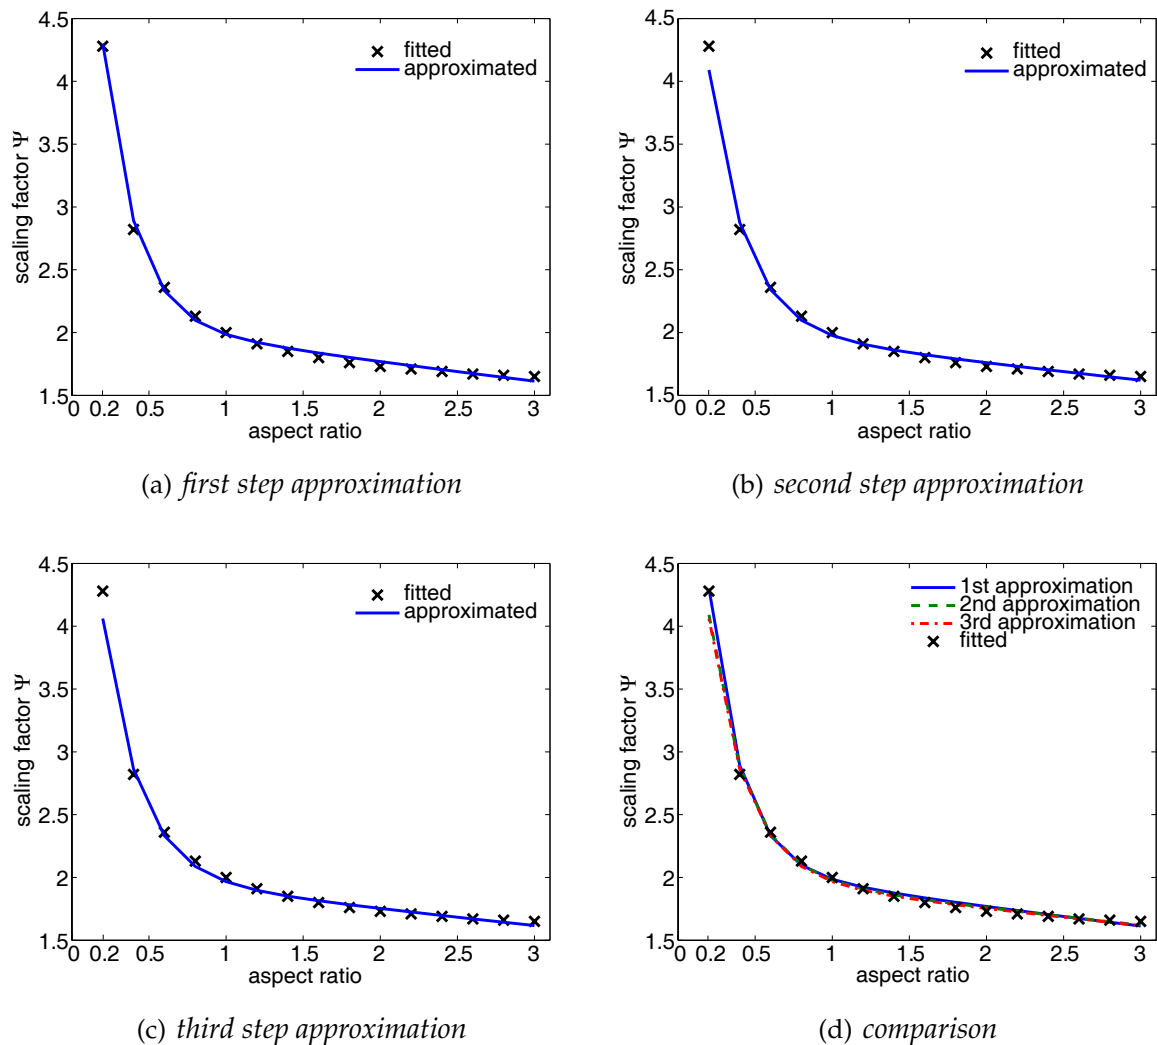 4.5
4
3.5
3
2.5
2
1.5
scaling factor Ψ
fitted
approximated
0 0.2 0.5 1 1.5 2 2.5 3
aspect ratio
(a) first step approximation
4.5
4
3.5
3
2.5
2
1.5
scaling factor Ψ
fitted
approximated
0 0.2 0.5 1 1.5 2 2.5 3
aspect ratio
(b) second step approximation
4.5
4
3.5
3
2.5
2
1.5
scaling factor Ψ
fitted
approximated
0 0.2 0.5 1 1.5 2 2.5 3
aspect ratio
(c) third step approximation
4.5
4
3.5
3
2.5
2
1.5
scaling factor Ψ
1st approximation
2nd approximation
3rd approximation
fitted
0 0.2 0.5 1 1.5 2 2.5 3
aspect ratio
(d) comparison